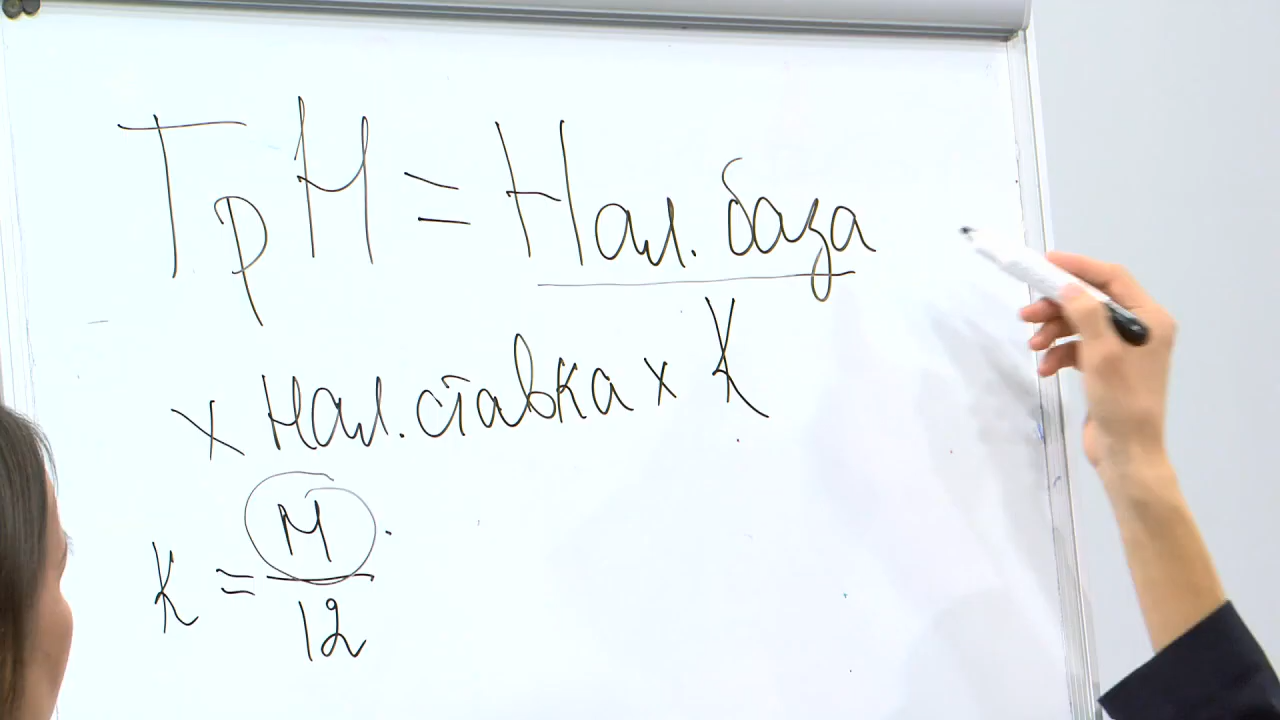 ТрН = Нал. база
х Нал. ставка х К
К = М
12